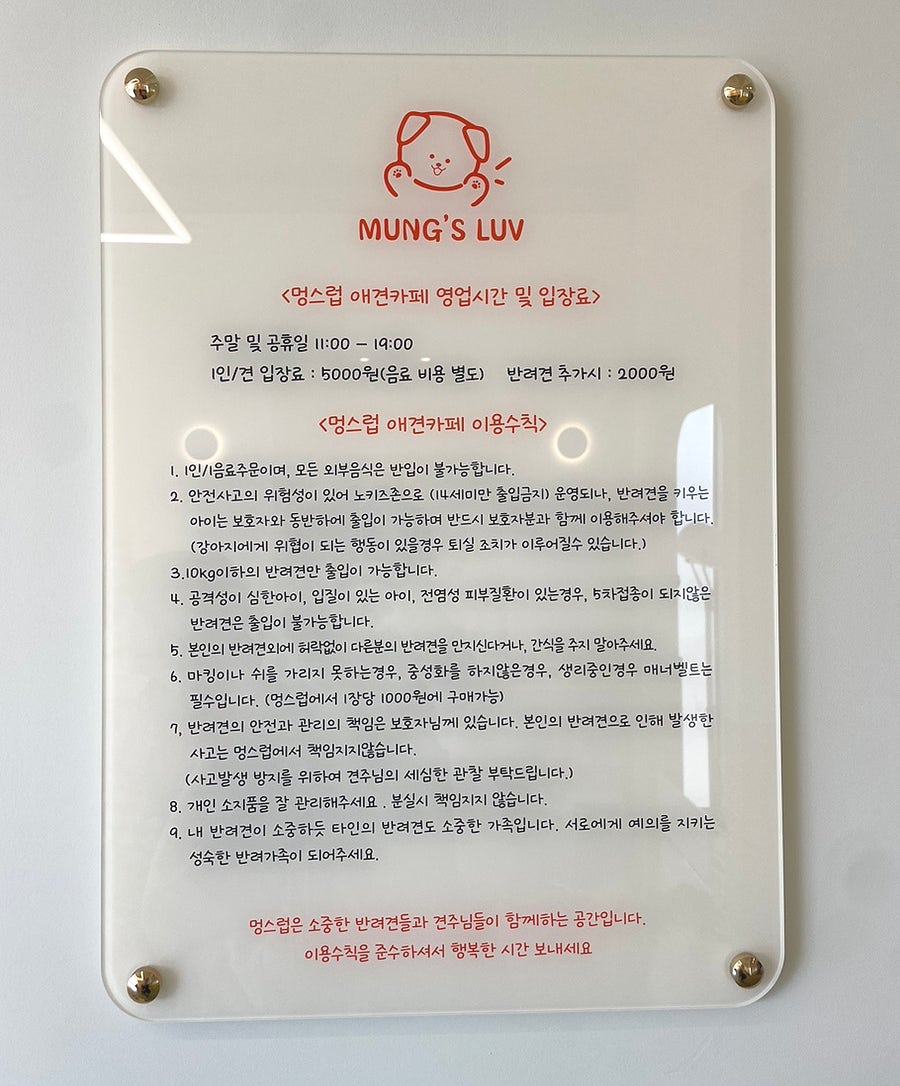 MUNG'S LUV
<멍스럽 애견카페 영업시간 및 입장료>
주말 및 공휴일 11:00 – 19:00
1인/견 입장료 : 5000원(음료 비용 별도) 반려견 추가시 : 2000원
<멍스럽 애견카페 이용수칙>
1. 1인/1음료주문이며, 모든 외부음식은 반입이 불가능합니다.
2. 안전사고의 위험성이 있어 노키즈존으로 (14세미만 출입금지) 운영되나, 반려견을 키우는
아이는 보호자와 동반하에 출입이 가능하며 반드시 보호자분과 함께 이용해주셔야 합니다.
(강아지에게 위협이 되는 행동이 있을경우 퇴실 조치가 이루어질수 있습니다.)
3.10kg이하의 반려견만 출입이 가능합니다.
4. 공격성이 심한아이, 입질이 있는 아이, 전염성 피부질환이 있는경우, 5차접종이 되지않은
반려견은 출입이 불가능합니다.
5. 본인의 반려견외에 허락없이 다른분의 반려견을 만지신다거나, 간식을 주지 말아주세요.
6. 마킹이나 쉬를 가리지 못하는경우, 중성화를 하지않은경우, 생리중인경우 매너벨트는
필수입니다. (멍스럽에서 1장당 1000원에 구매가능)
7, 반려견의 안전과 관리의 책임은 보호자님께 있습니다. 본인의 반려견으로 인해 발생한
사고는 멍스럽에서 책임지지않습니다.
(사고발생 방지를 위하여 견주님의 세심한 관찰 부탁드립니다.)
8. 개인 소지품을 잘 관리해주세요 . 분실시 책임지지 않습니다.
9. 내 반려견이 소중하듯 타인의 반려견도 소중한 가족입니다. 서로에게 예의를 지키는
성숙한 반려가족이 되어주세요.
멍스럽은 소중한 반려견들과 견주님들이 함께하는 공간입니다.
이용수칙을 준수하셔서 행복한 시간 보내세요